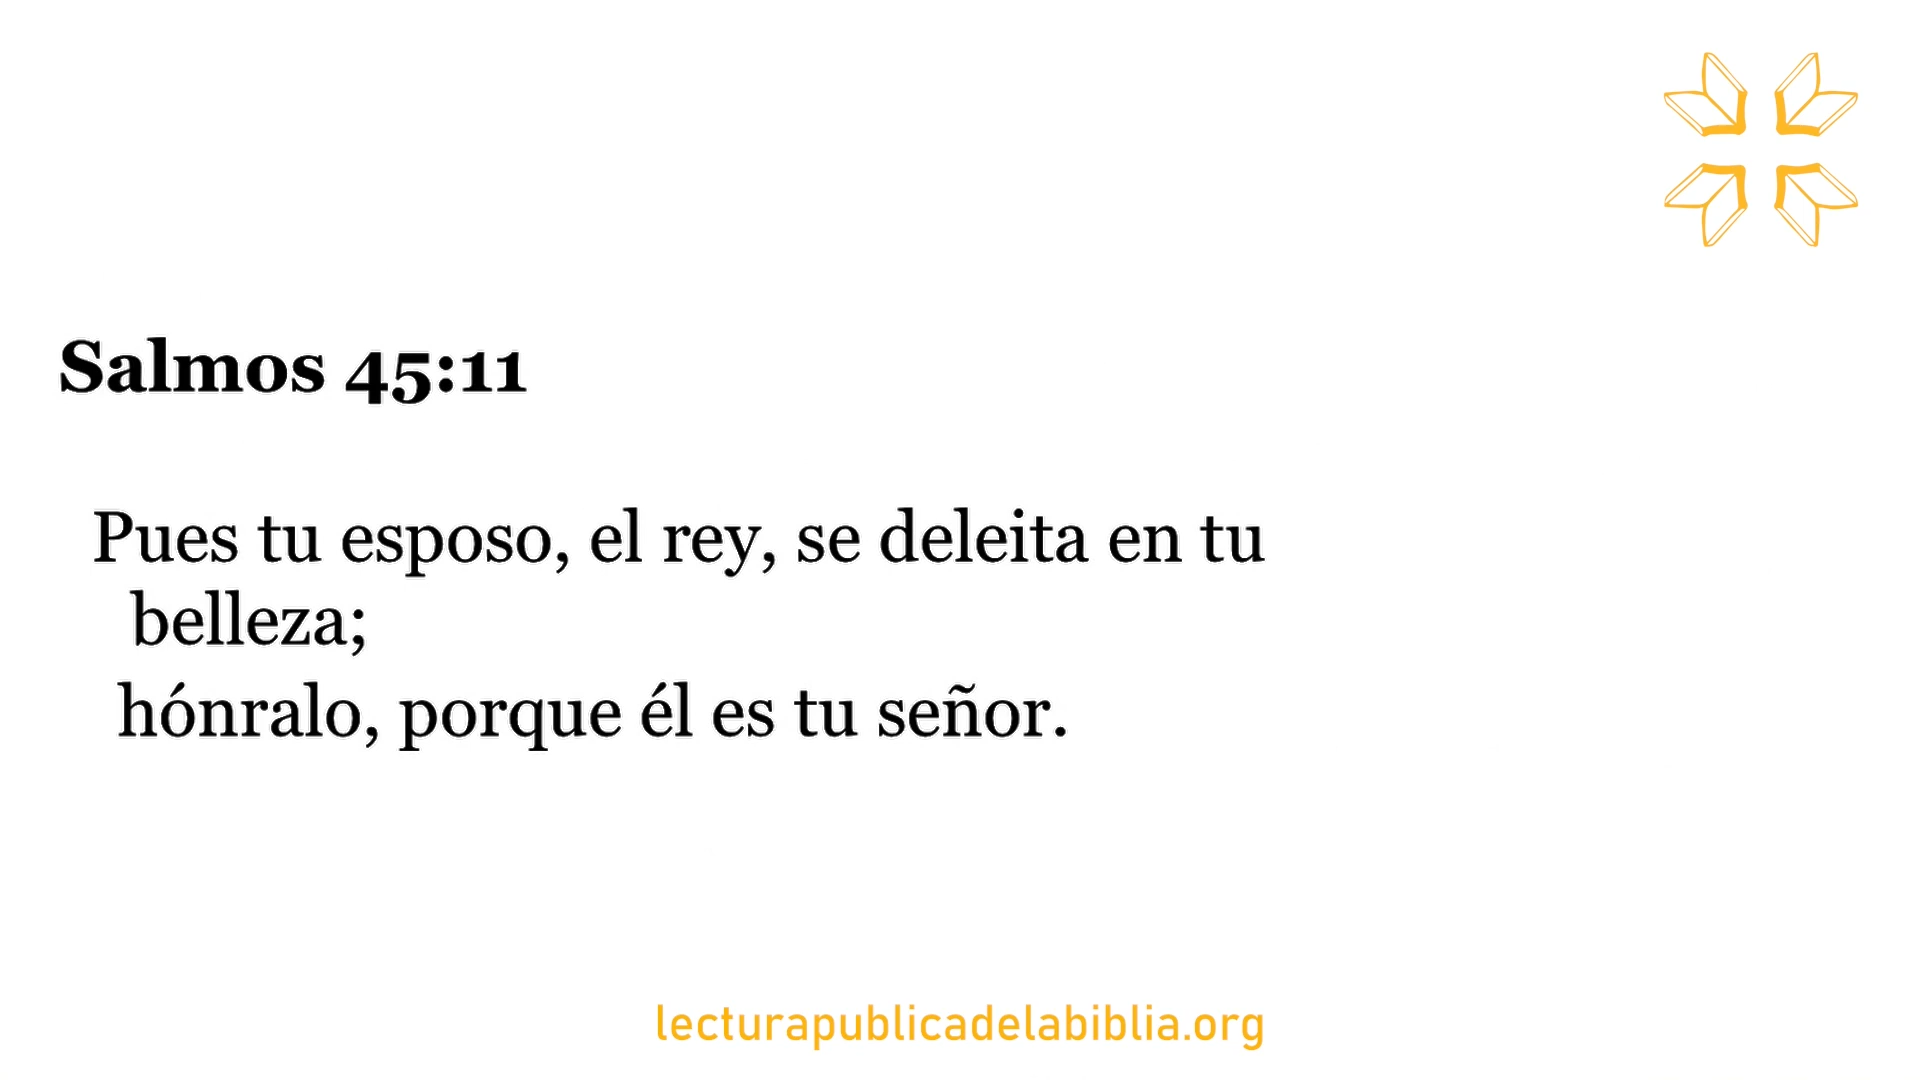 Salmos 45:11
Pues tu esposo, el rey, se deleita en tu
belleza;
hónralo, porque él es tu señor.
lecturapublicadelabiblia.org